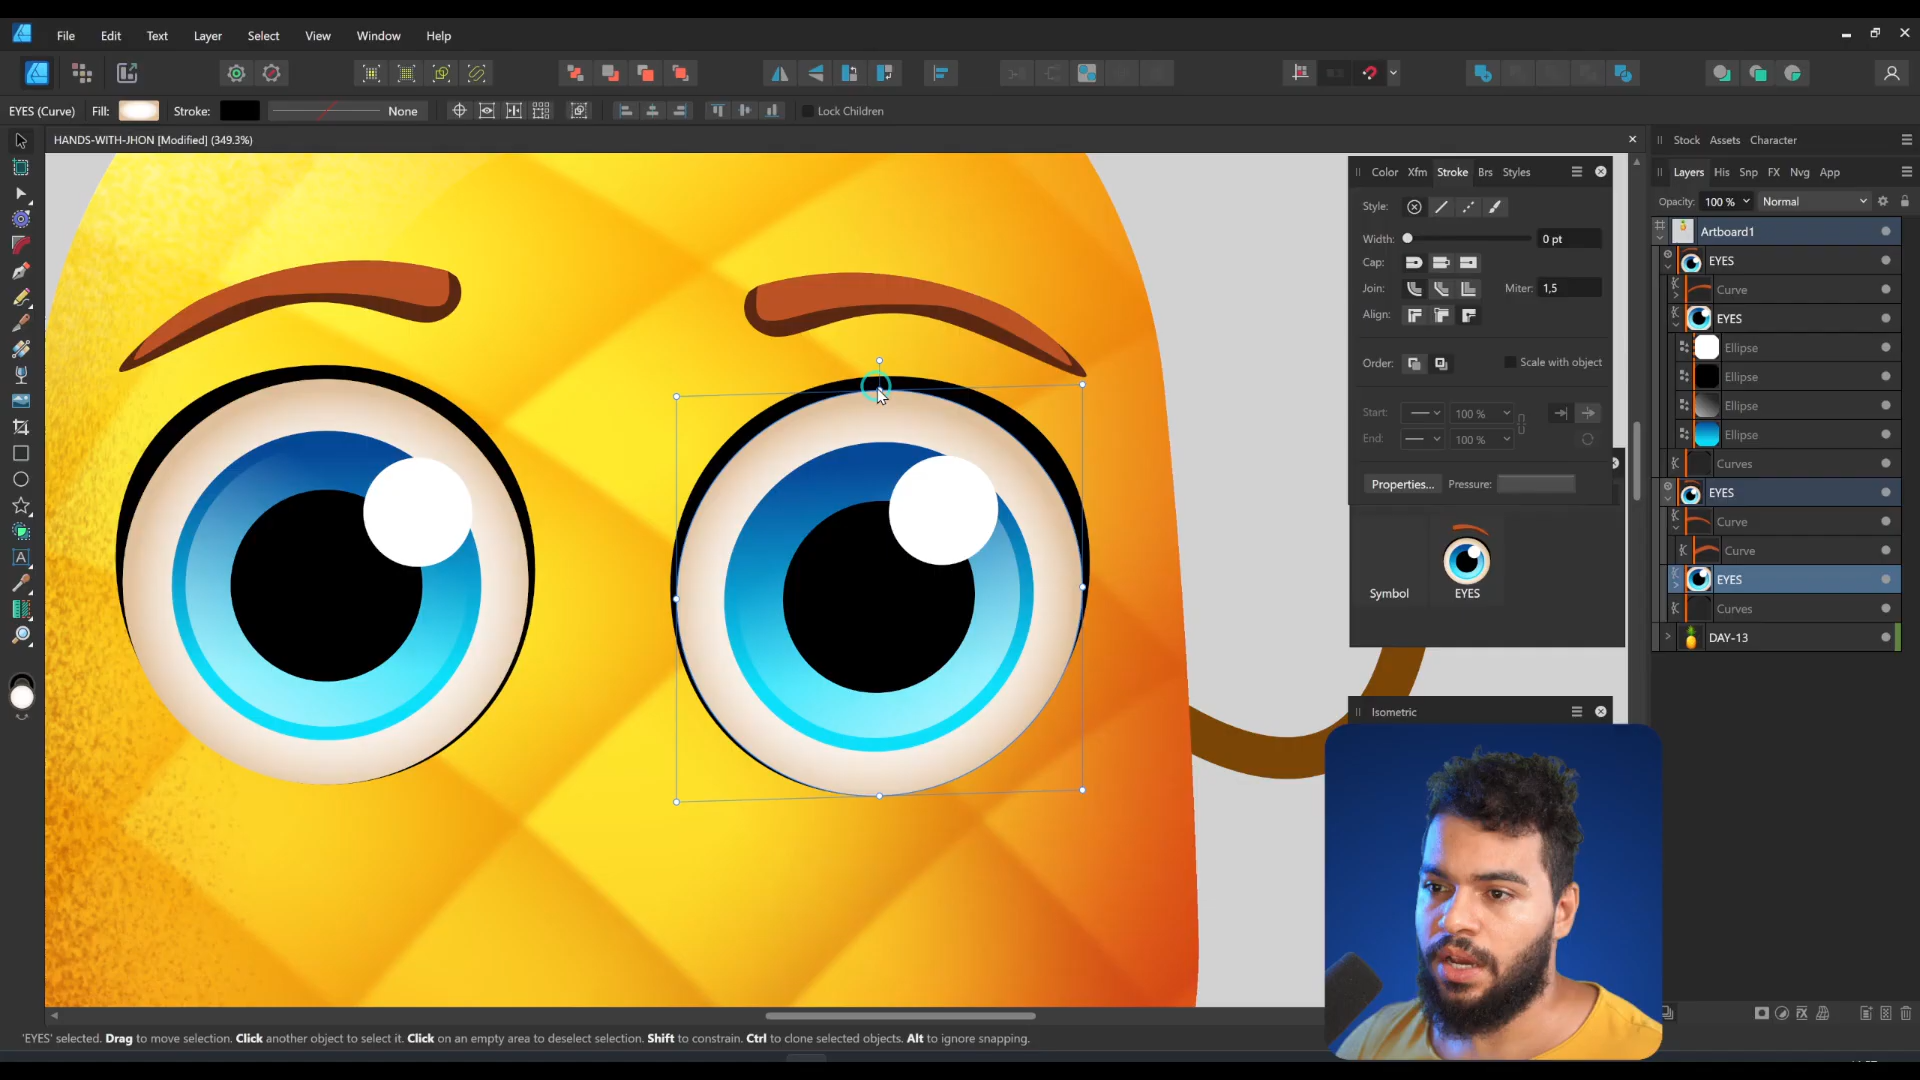 File Edit Text Layer Select View Window Help
EYES (Curve) Fill: Stroke: None Lock Children
HANDS-WITH-JHON [Modified] (349.3%)
Stock Assets Character
Color Xfm Stroke Brs Styles
Layers His Snp FX Nvg App
Style:
Opacity: 100 % Normal
Width: 0 pt
Artboard1
Cap:
EYES
Join: Miter: 1,5
Curve
Align:
EYES
Order: Scale with object
Ellipse
Ellipse
Start: 100 %
Ellipse
End: 100 %
Ellipse
Curves
Properties... Pressure:
EYES
Curve
Curve
Symbol EYES
EYES
Curves
DAY-13
Isometric
A
'EYES' selected. Drag to move selection. Click another object to select it. Click on an empty area to deselect selection. Shift to constrain. Ctrl to clone selected objects. Alt to ignore snapping.